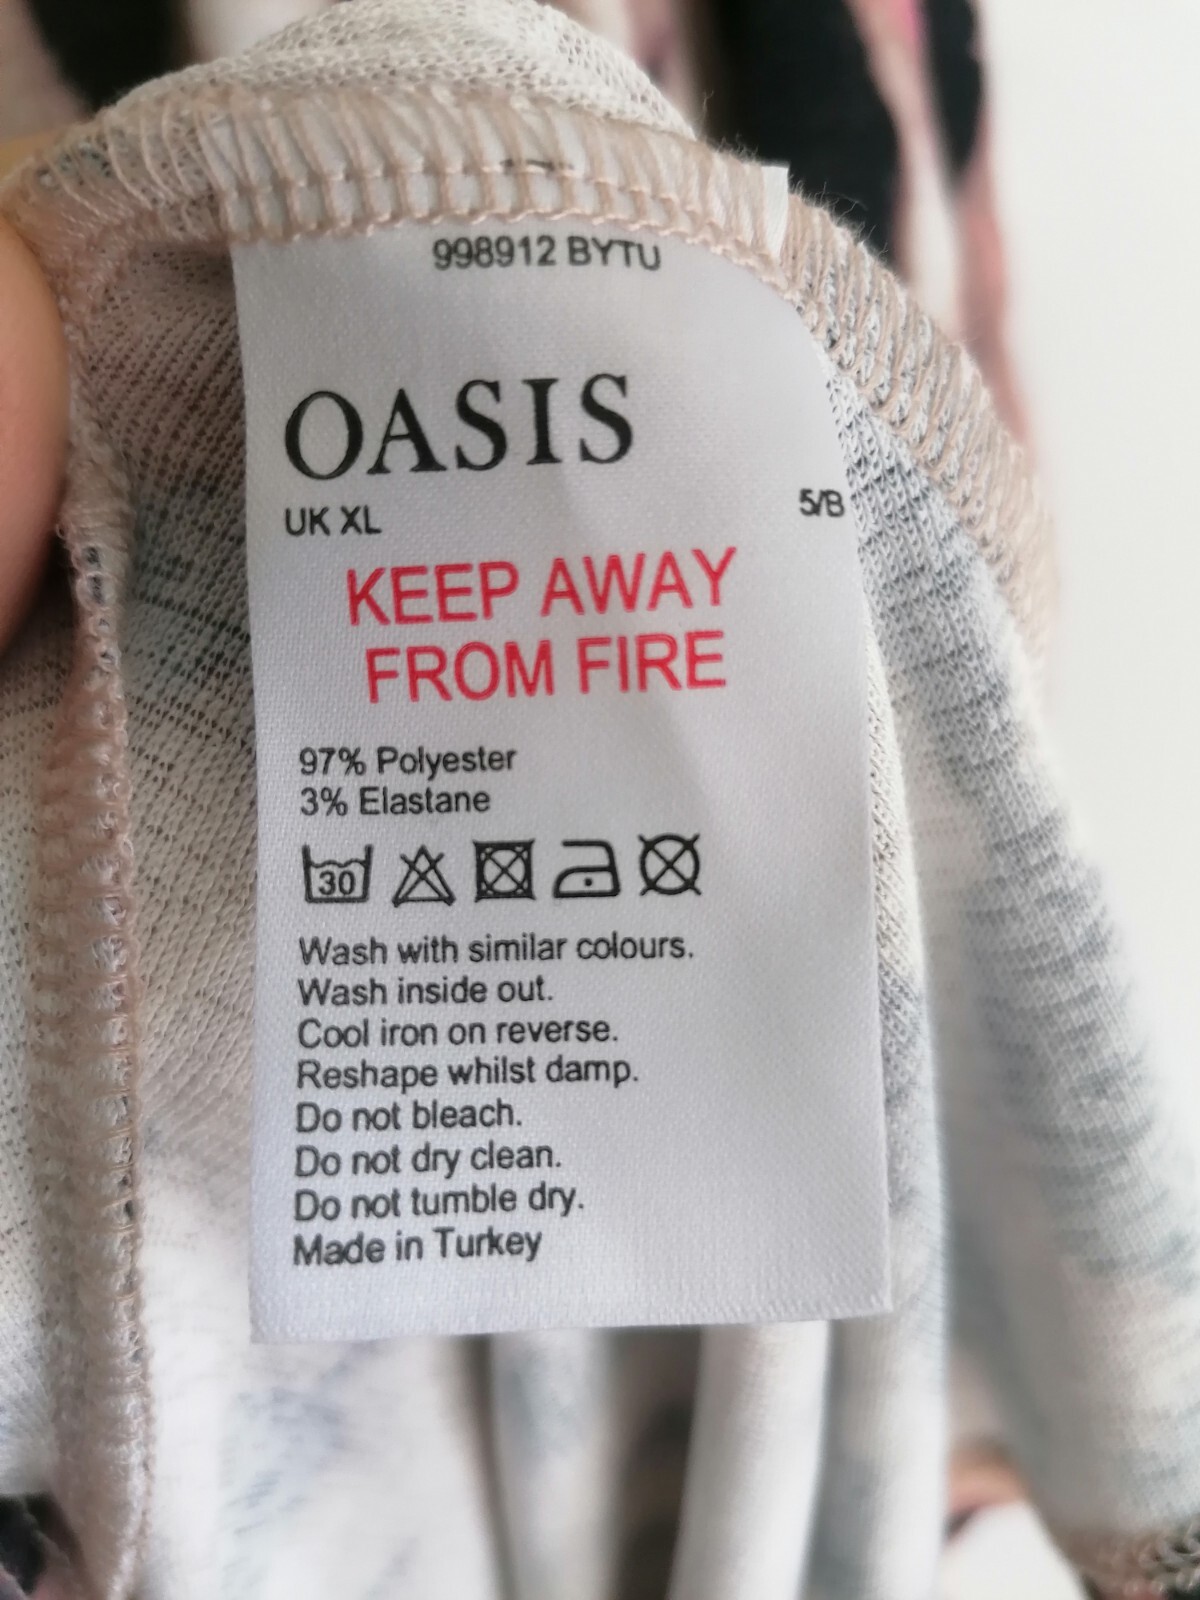 998912 BYTU
OASIS
UK XL 5/B
KEEP AWAY
FROM FIRE
97% Polyester
3% Elastane
30
Wash with similar colours.
Wash inside out.
Cool iron on reverse.
Reshape whilst damp.
Do not bleach.
Do not dry clean.
Do not tumble dry.
Made in Turkey